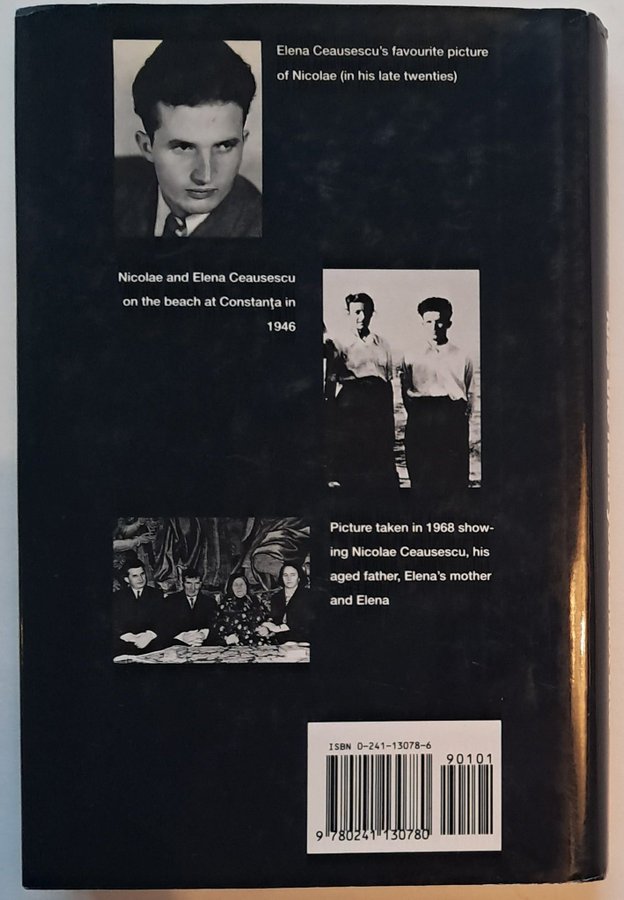 Elena Ceausescu's favourite picture
of Nicolae (in his late twenties)
Nicolae and Elena Ceausescu
on the beach at Constanţa in
1946
Picture taken in 1968 show-
ing Nicolae Ceausescu, his
aged father, Elena's mother
and Elena
ISBN 0-241-13078-6
90101
9 780241 130780